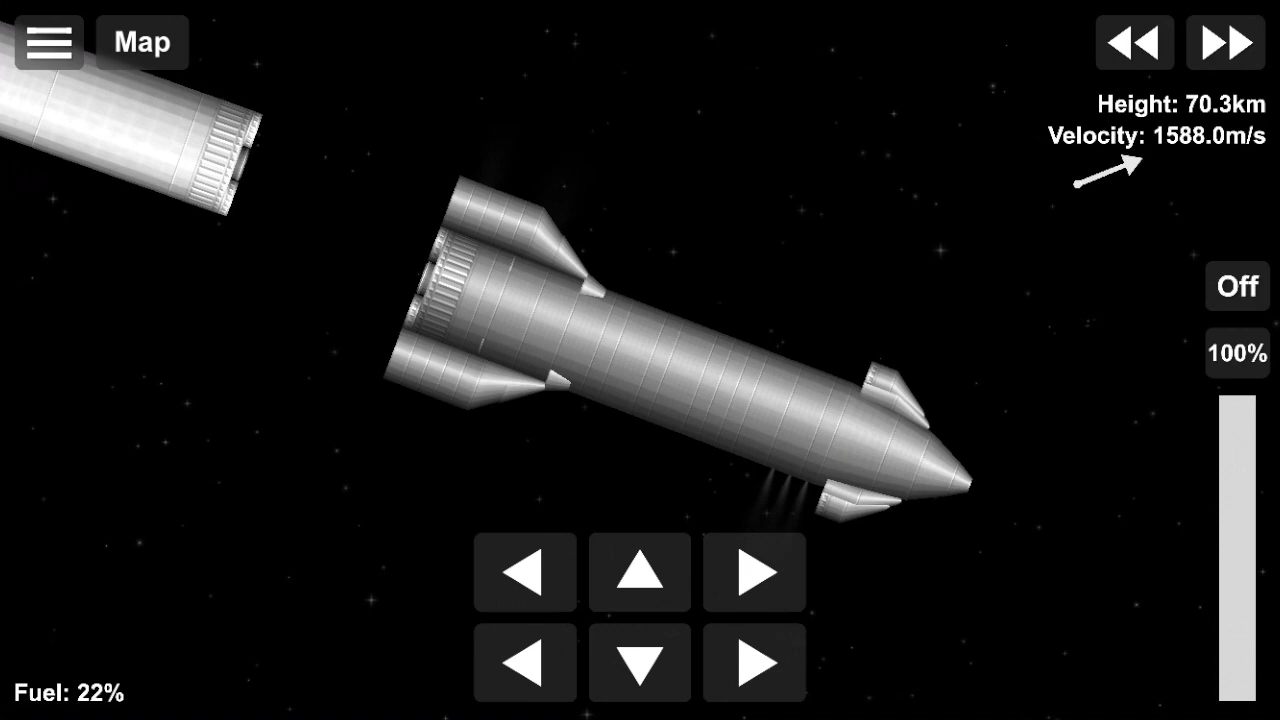 Map
Height: 70.3km
Velocity: 1588.0m/s
Off
100%
Fuel: 22%